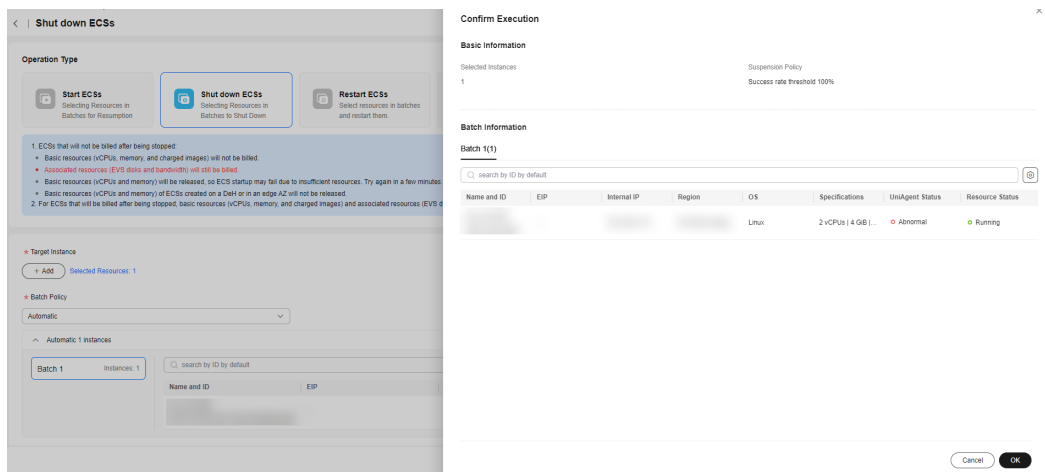 Shut down ECSs
Operation Type
Start ECSs
Selecting Resources in
Batches for Resumption
Shut down ECSs
Selecting Resources in
Batches to Shut Down
Restart ECSs
Select resources in batches
and restart them.
1. ECSs that will not be billed after being stopped:
Basic resources (vCPUs, memory, and charged images) will not be billed.
Associated resources (EVS disks and bandwidth) will still be billed.
Basic resources (vCPUs and memory) will be released, so ECS startup may fail due to insufficient resources. Try again in a few minutes
Basic resources (vCPUs and memory) of ECSs created on a DeH or in an edge AZ will not be released.
2. For ECSs that will be billed after being stopped, basic resources (vCPUs, memory, and charged images) and associated resources (EVS d
* Target Instance
+ Add Selected Resources: 1
* Batch Policy
Automatic
Automatic 1 instances
Batch 1 Instances: 1
search by ID by default
Name and ID EIP
Confirm Execution
Basic Information
Selected Instances Suspension Policy
1 Success rate threshold 100%
Batch Information
Batch 1(1)
search by ID by default
Name and ID EIP Internal IP Region OS Specifications UniAgent Status Resource Status
Linux 2 vCPUs | 4 GiB |... Abnormal Running
Cancel OK